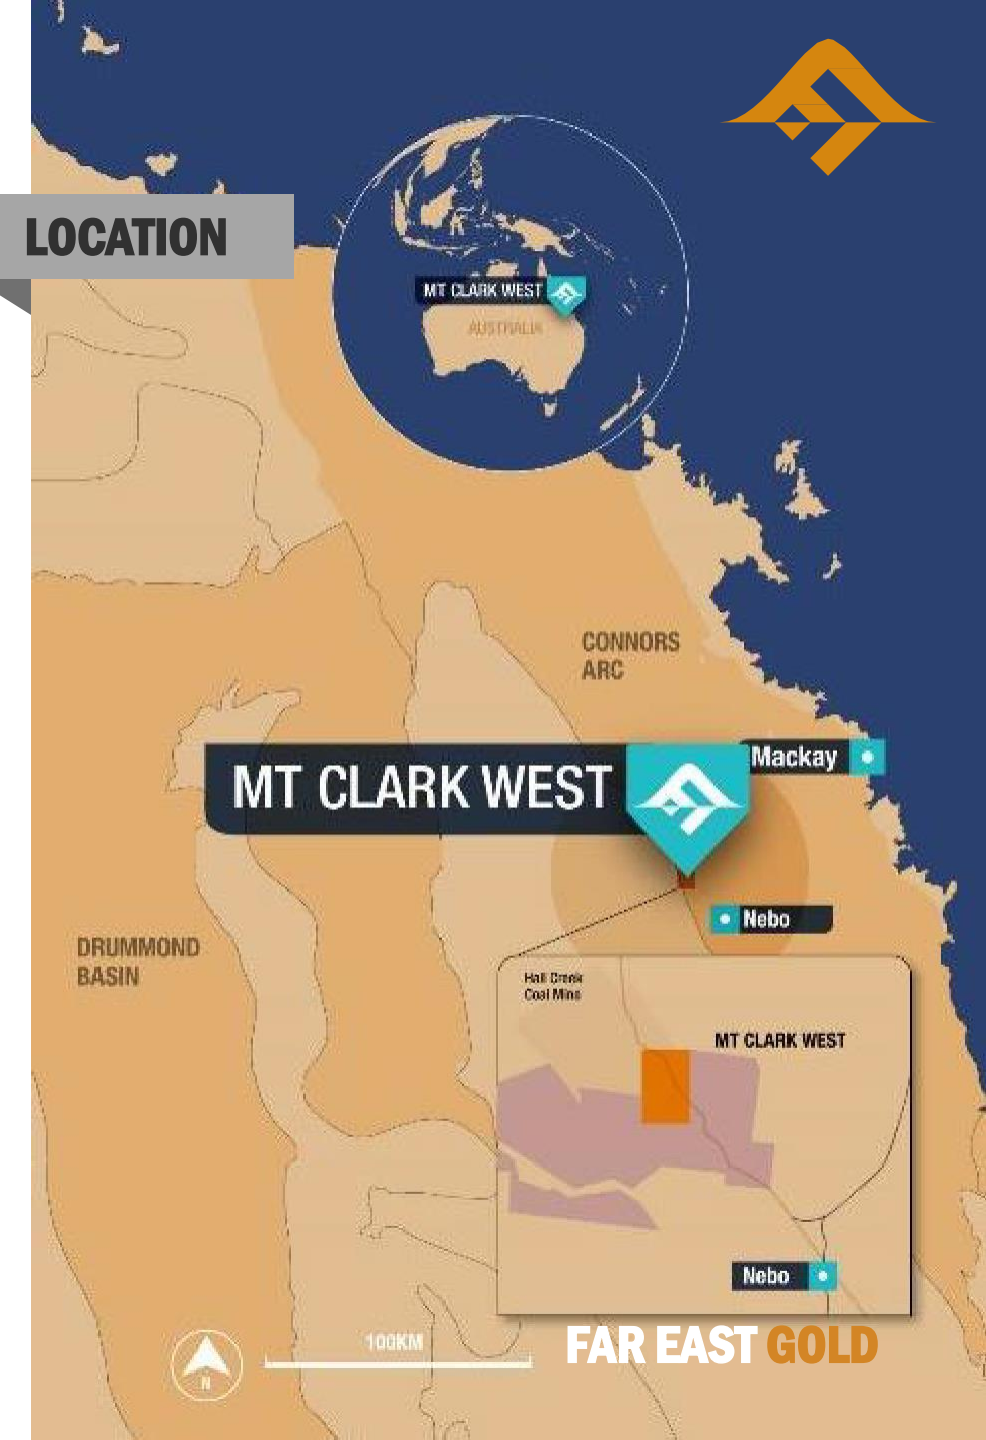 LOCATION
MT CLARK WEST
AUSTRALIA
CONNORS
ARC
Mackay
MT CLARK WEST
Nebo
DRUMMOND
BASIN
Hail Creek
Coal Mine
MT CLARK WEST
Nebo
100KM
N
FAR EAST GOLD